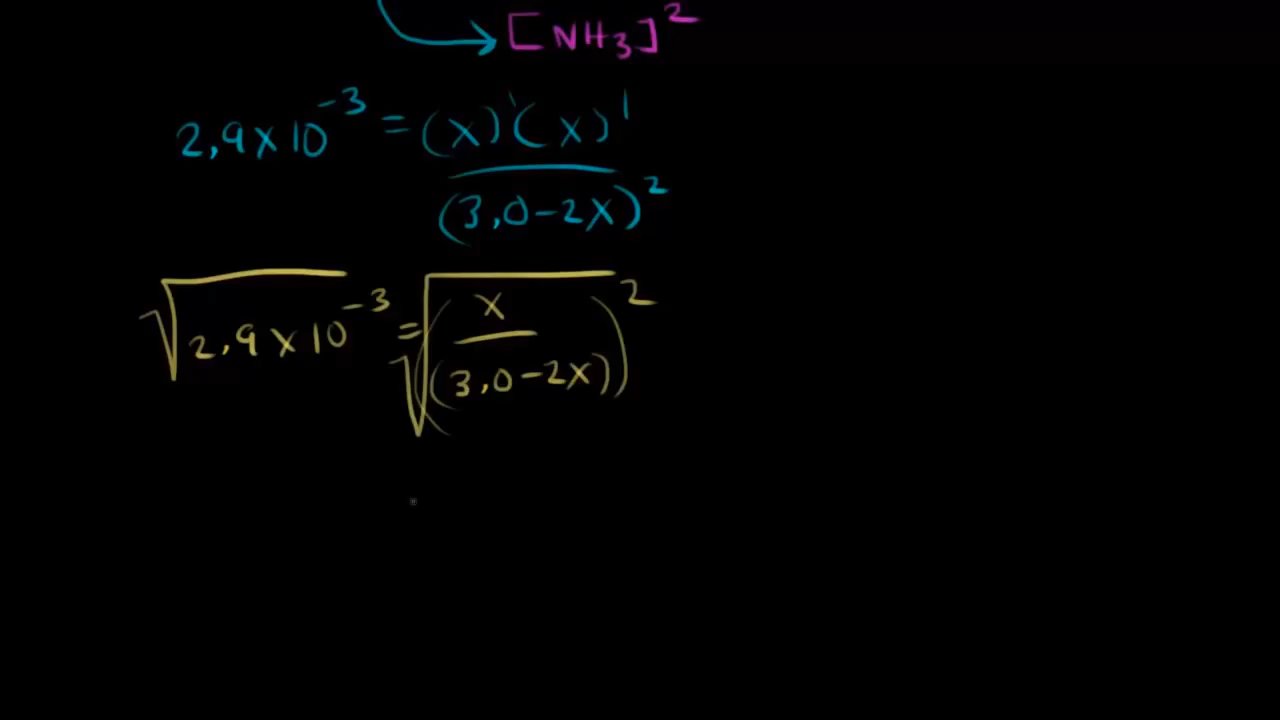 [NH₃]²
2,9x10⁻³ = (x)¹(x)¹
(3,0-2x)²
√2,9x10⁻³ = √(x
(3,0-2x))²